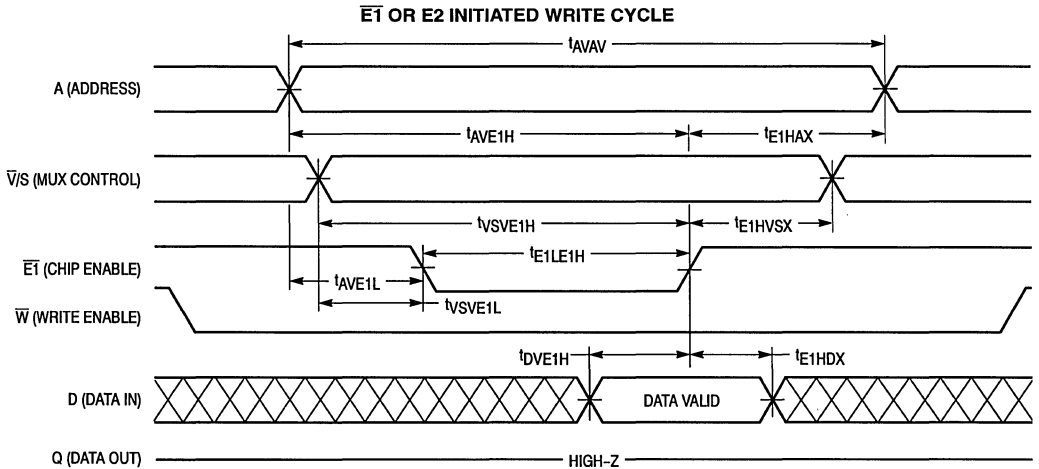 E1 OR E2 INITIATED WRITE CYCLE
tAVAV
A (ADDRESS)
tAVE1H
tE1HAX
V/S (MUX CONTROL)
tVSVE1H
tE1HVSX
tE1LE1H
E1 (CHIP ENABLE)
tAVE1L
tVSVE1L
W (WRITE ENABLE)
tDVE1H
tE1HDX
D (DATA IN)
DATA VALID
Q (DATA OUT)
HIGH–Z